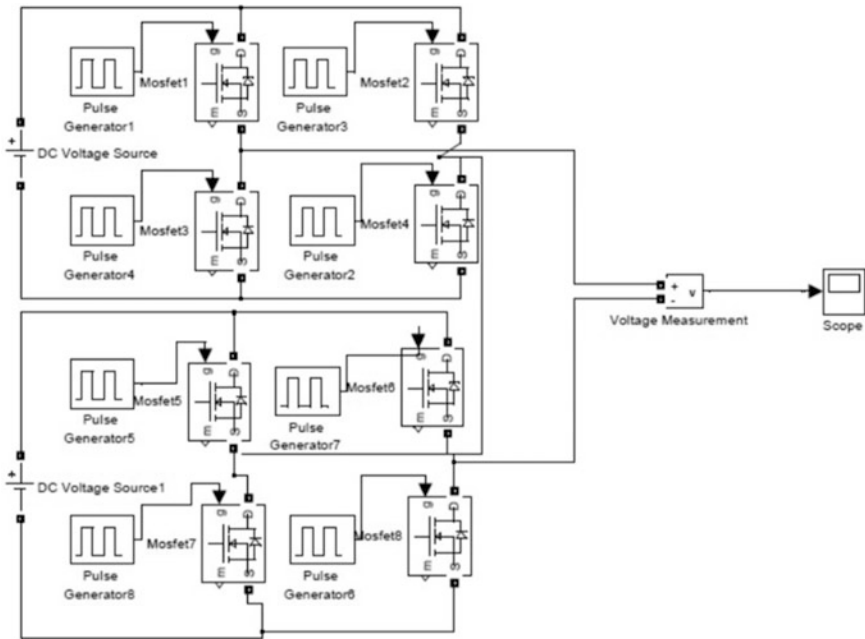 g
D
Mosfet1
m
S
Pulse
Generator1
g
D
Mosfet2
m
S
Pulse
Generator3
+
DC Voltage Source
g
D
Mosfet3
m
S
Pulse
Generator4
g
D
Mosfet4
m
S
Pulse
Generator2
+
-
v
Voltage Measurement
Scope
g
D
Mosfet5
m
S
Pulse
Generator5
g
D
Mosfet6
m
S
Pulse
Generator7
+
DC Voltage Source1
g
D
Mosfet7
m
S
Pulse
Generator8
g
D
Mosfet8
m
S
Pulse
Generator6